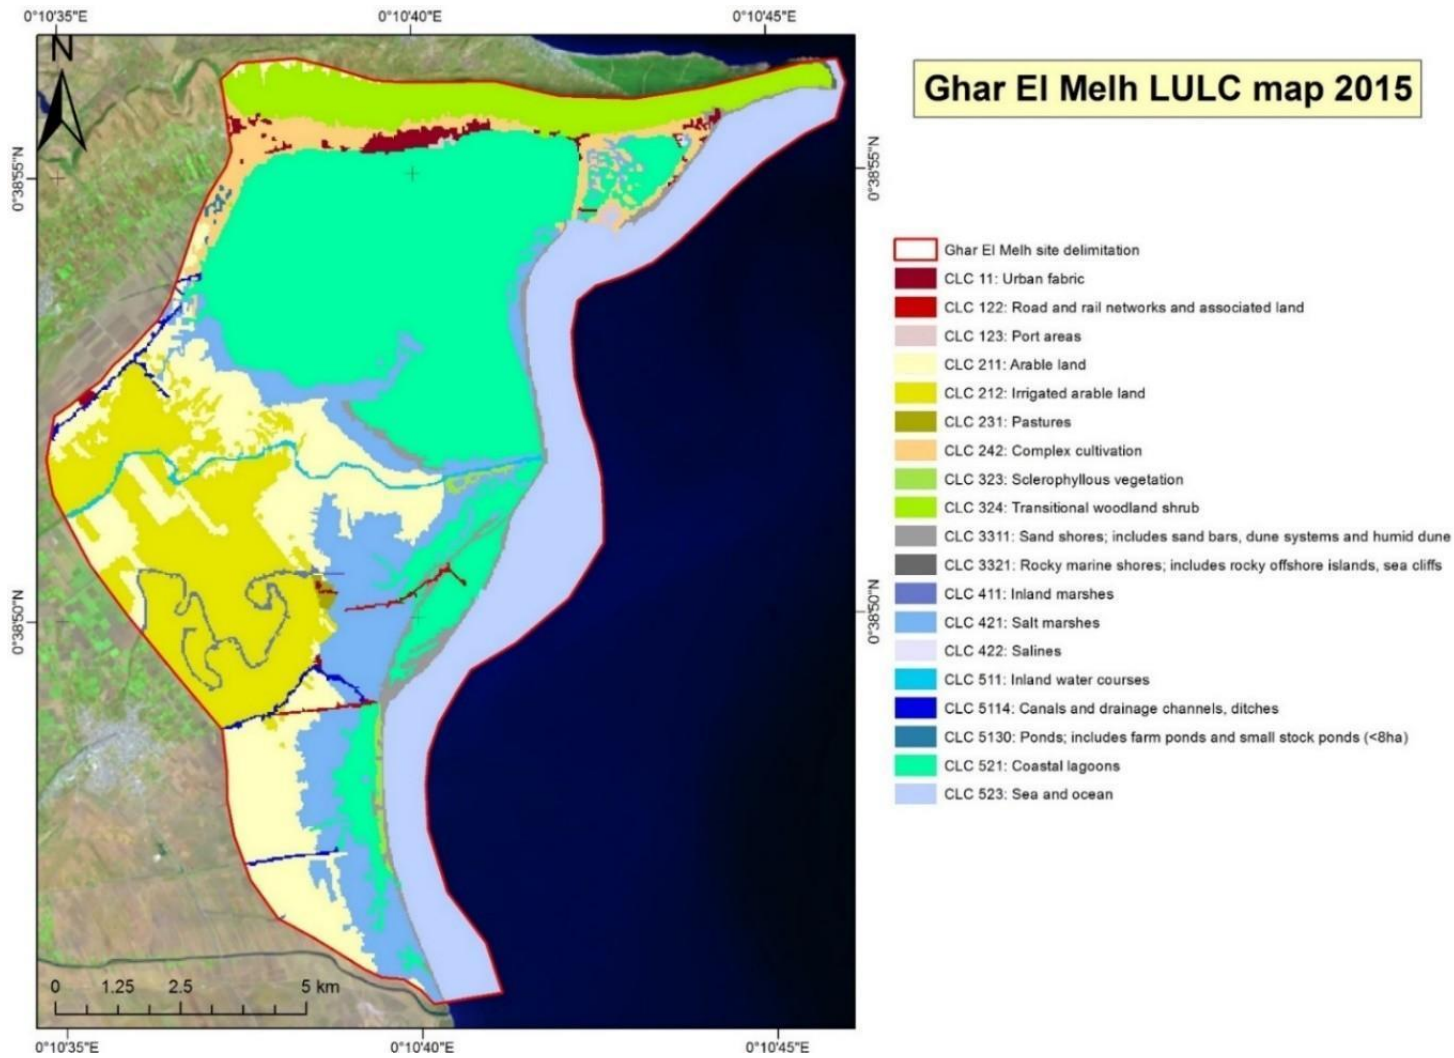 0°10'35"E 0°10'40"E 0°10'45"E
N
Ghar El Melh LULC map 2015
0°38'55"N 0°38'55"N
Ghar El Melh site delimitation
CLC 11: Urban fabric
CLC 122: Road and rail networks and associated land
CLC 123: Port areas
CLC 211: Arable land
CLC 212: Irrigated arable land
CLC 231: Pastures
CLC 242: Complex cultivation
CLC 323: Sclerophyllous vegetation
CLC 324: Transitional woodland shrub
CLC 3311: Sand shores; includes sand bars, dune systems and humid dune
CLC 3321: Rocky marine shores; includes rocky offshore islands, sea cliffs
CLC 411: Inland marshes
CLC 421: Salt marshes
CLC 422: Salines
CLC 511: Inland water courses
CLC 5114: Canals and drainage channels, ditches
CLC 5130: Ponds; includes farm ponds and small stock ponds (<8ha)
CLC 521: Coastal lagoons
CLC 523: Sea and ocean
0°38'50"N 0°38'50"N
0 1.25 2.5 5 km
0°10'35"E 0°10'40"E 0°10'45"E